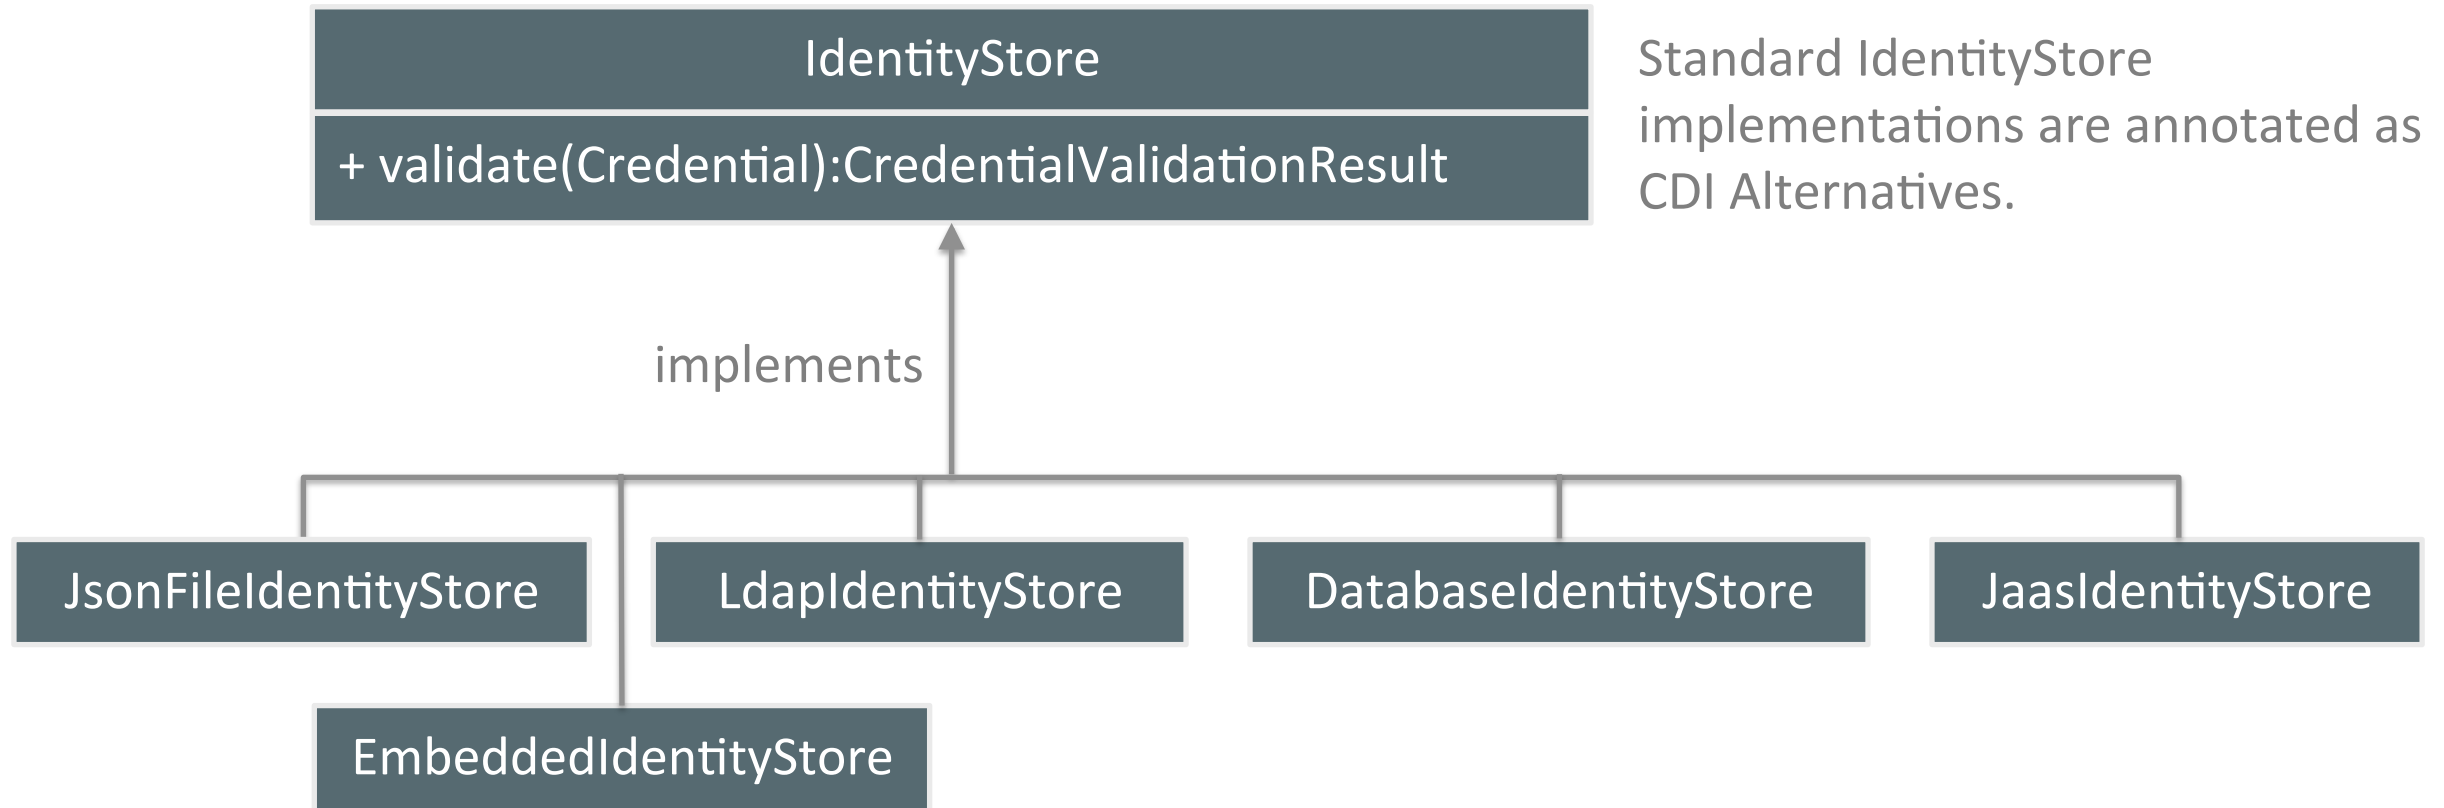 IdentityStore
+ validate(Credential):CredentialValidationResult
Standard IdentityStore
implementations are annotated as
CDI Alternatives.
implements
JsonFileIdentityStore
LdapIdentityStore
DatabaseIdentityStore
JaasIdentityStore
EmbeddedIdentityStore